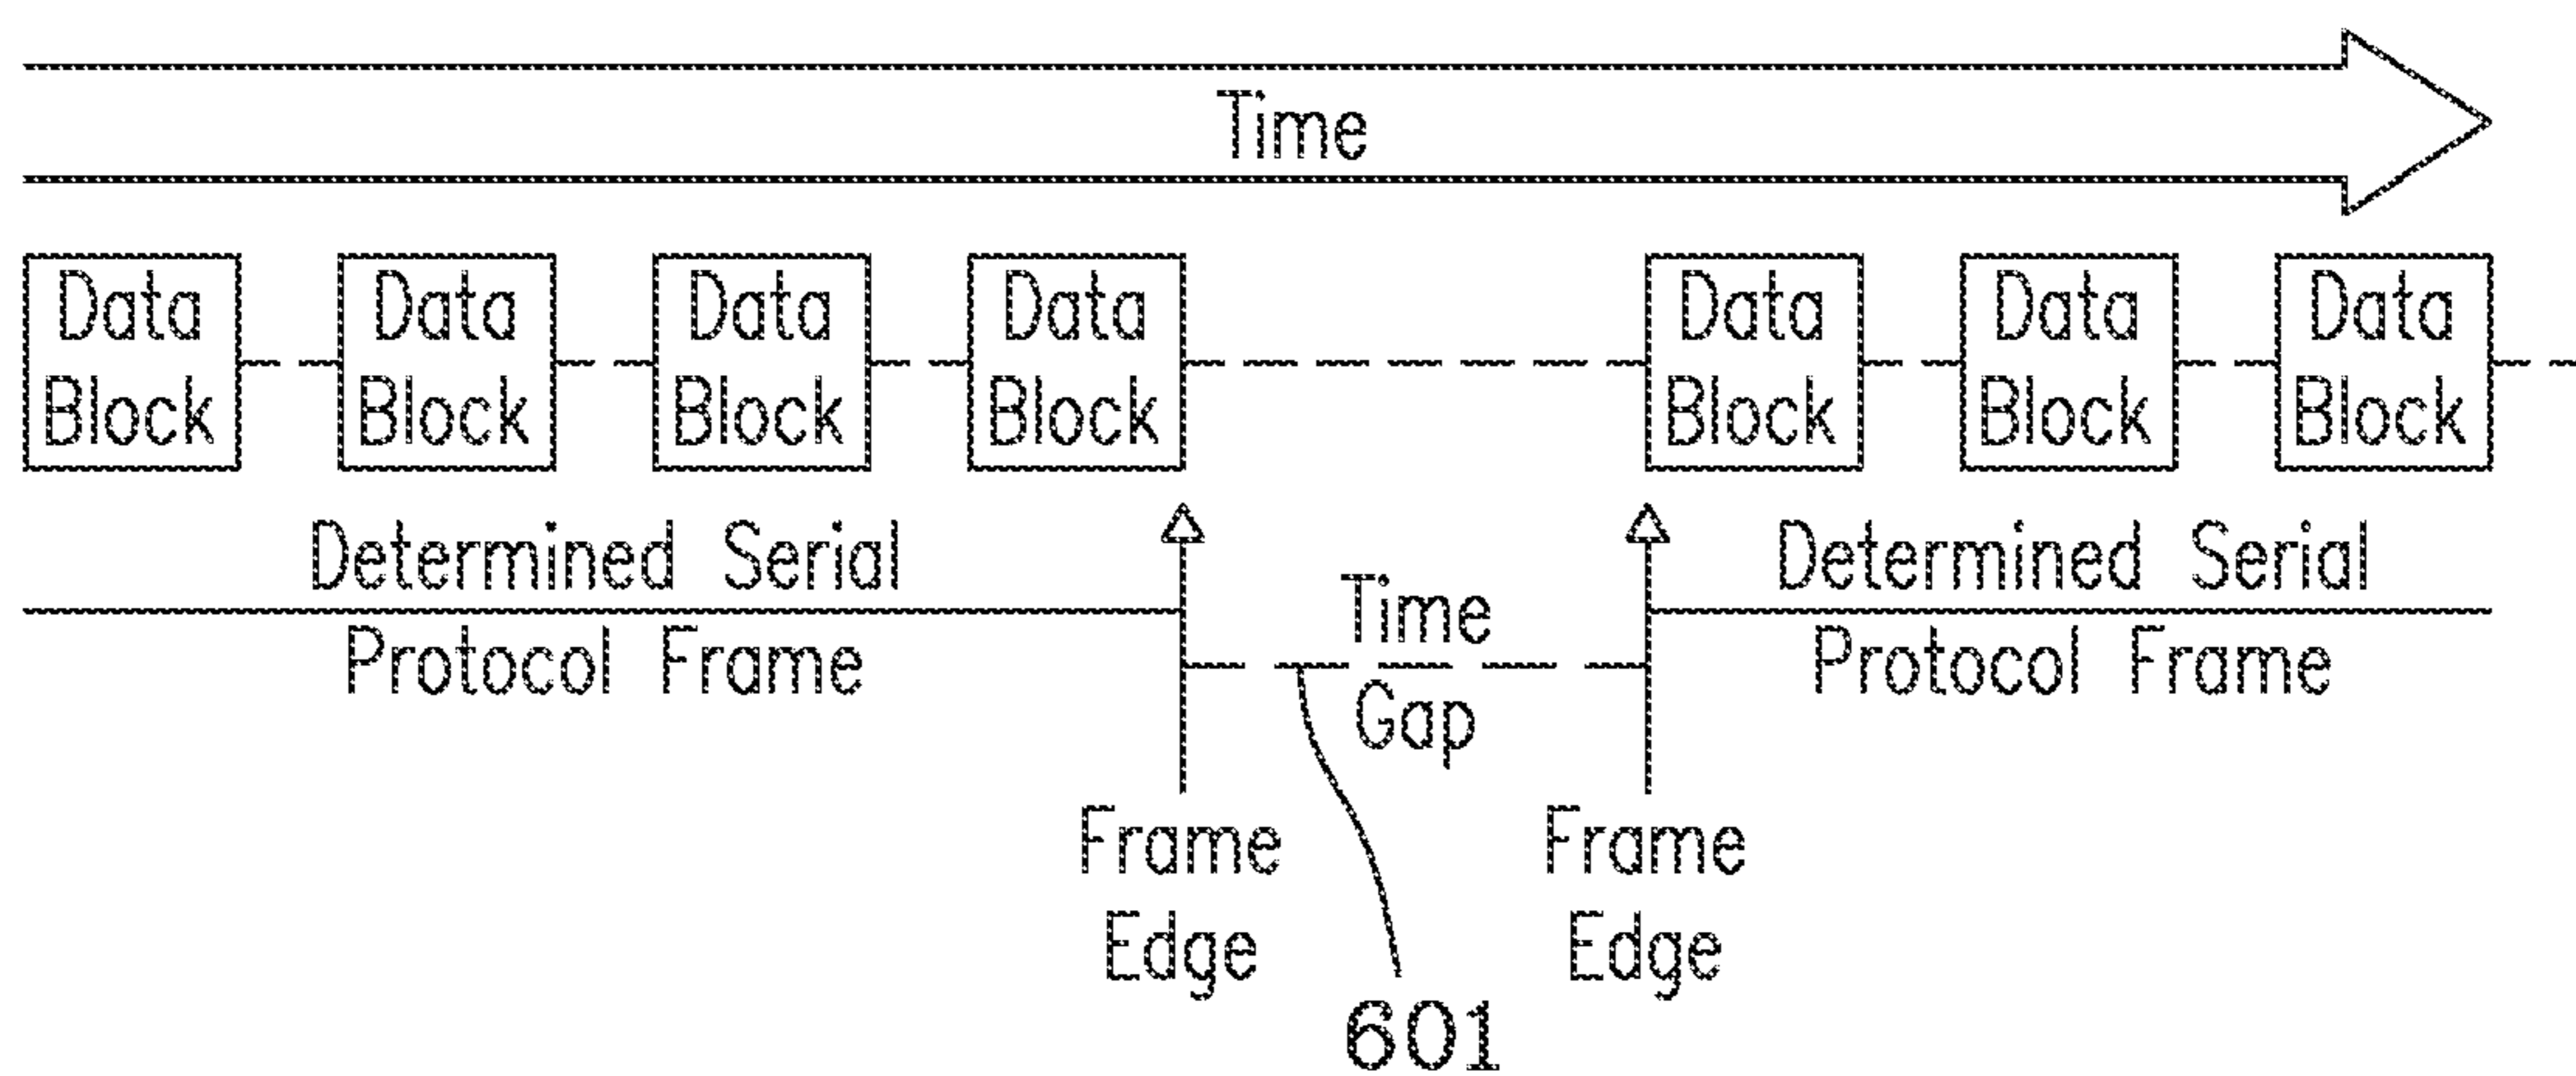 Time
Data Data Data Data Data Data Data
Block Block Block Block Block Block Block
Determined Serial
Protocol Frame
Time
Gap
Determined Serial
Protocol Frame
Frame
Edge
Frame
Edge
601